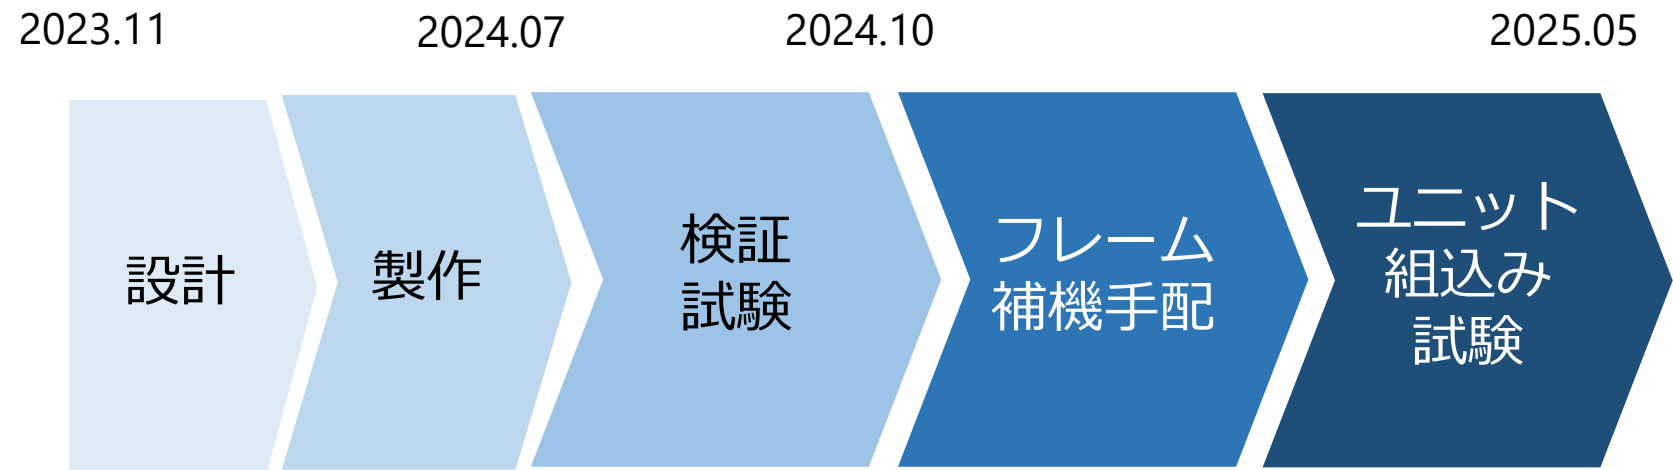 2023.11
2024.07
2024.10
2025.05
設計
製作
検証
試験
フレーム
補機手配
ユニット
組込み
試験